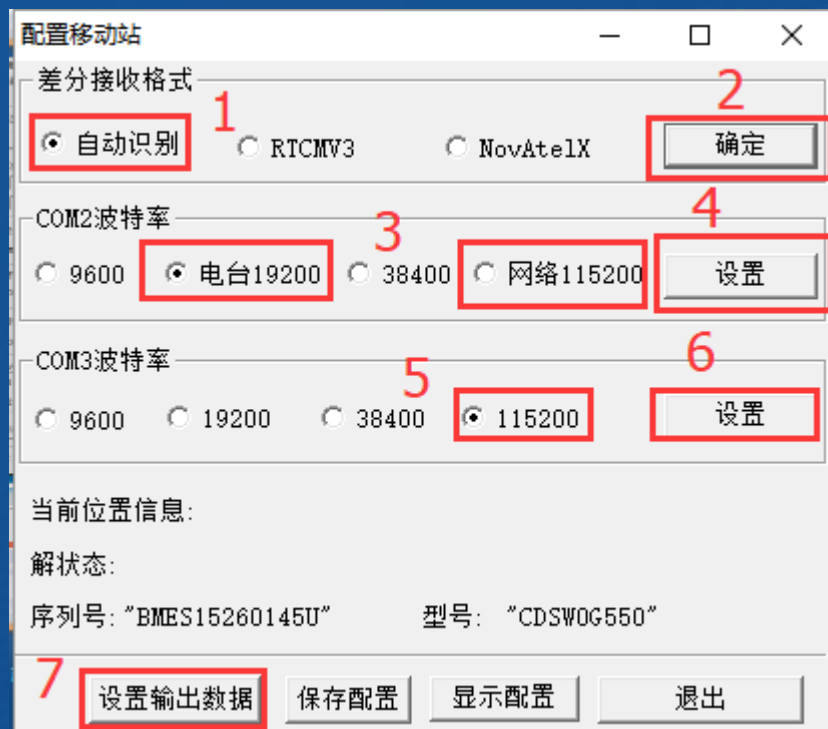 配置移动站
差分接收格式
自动识别 1 RTCMV3 NovAtelX 2 确定
COM2波特率
9600 电台19200 3 38400 网络115200 4 设置
COM3波特率
9600 19200 38400 5 115200 6 设置
当前位置信息:
解状态:
序列号: "BMES15260145U" 型号: "CDSW0G550"
7 设置输出数据 保存配置 显示配置 退出